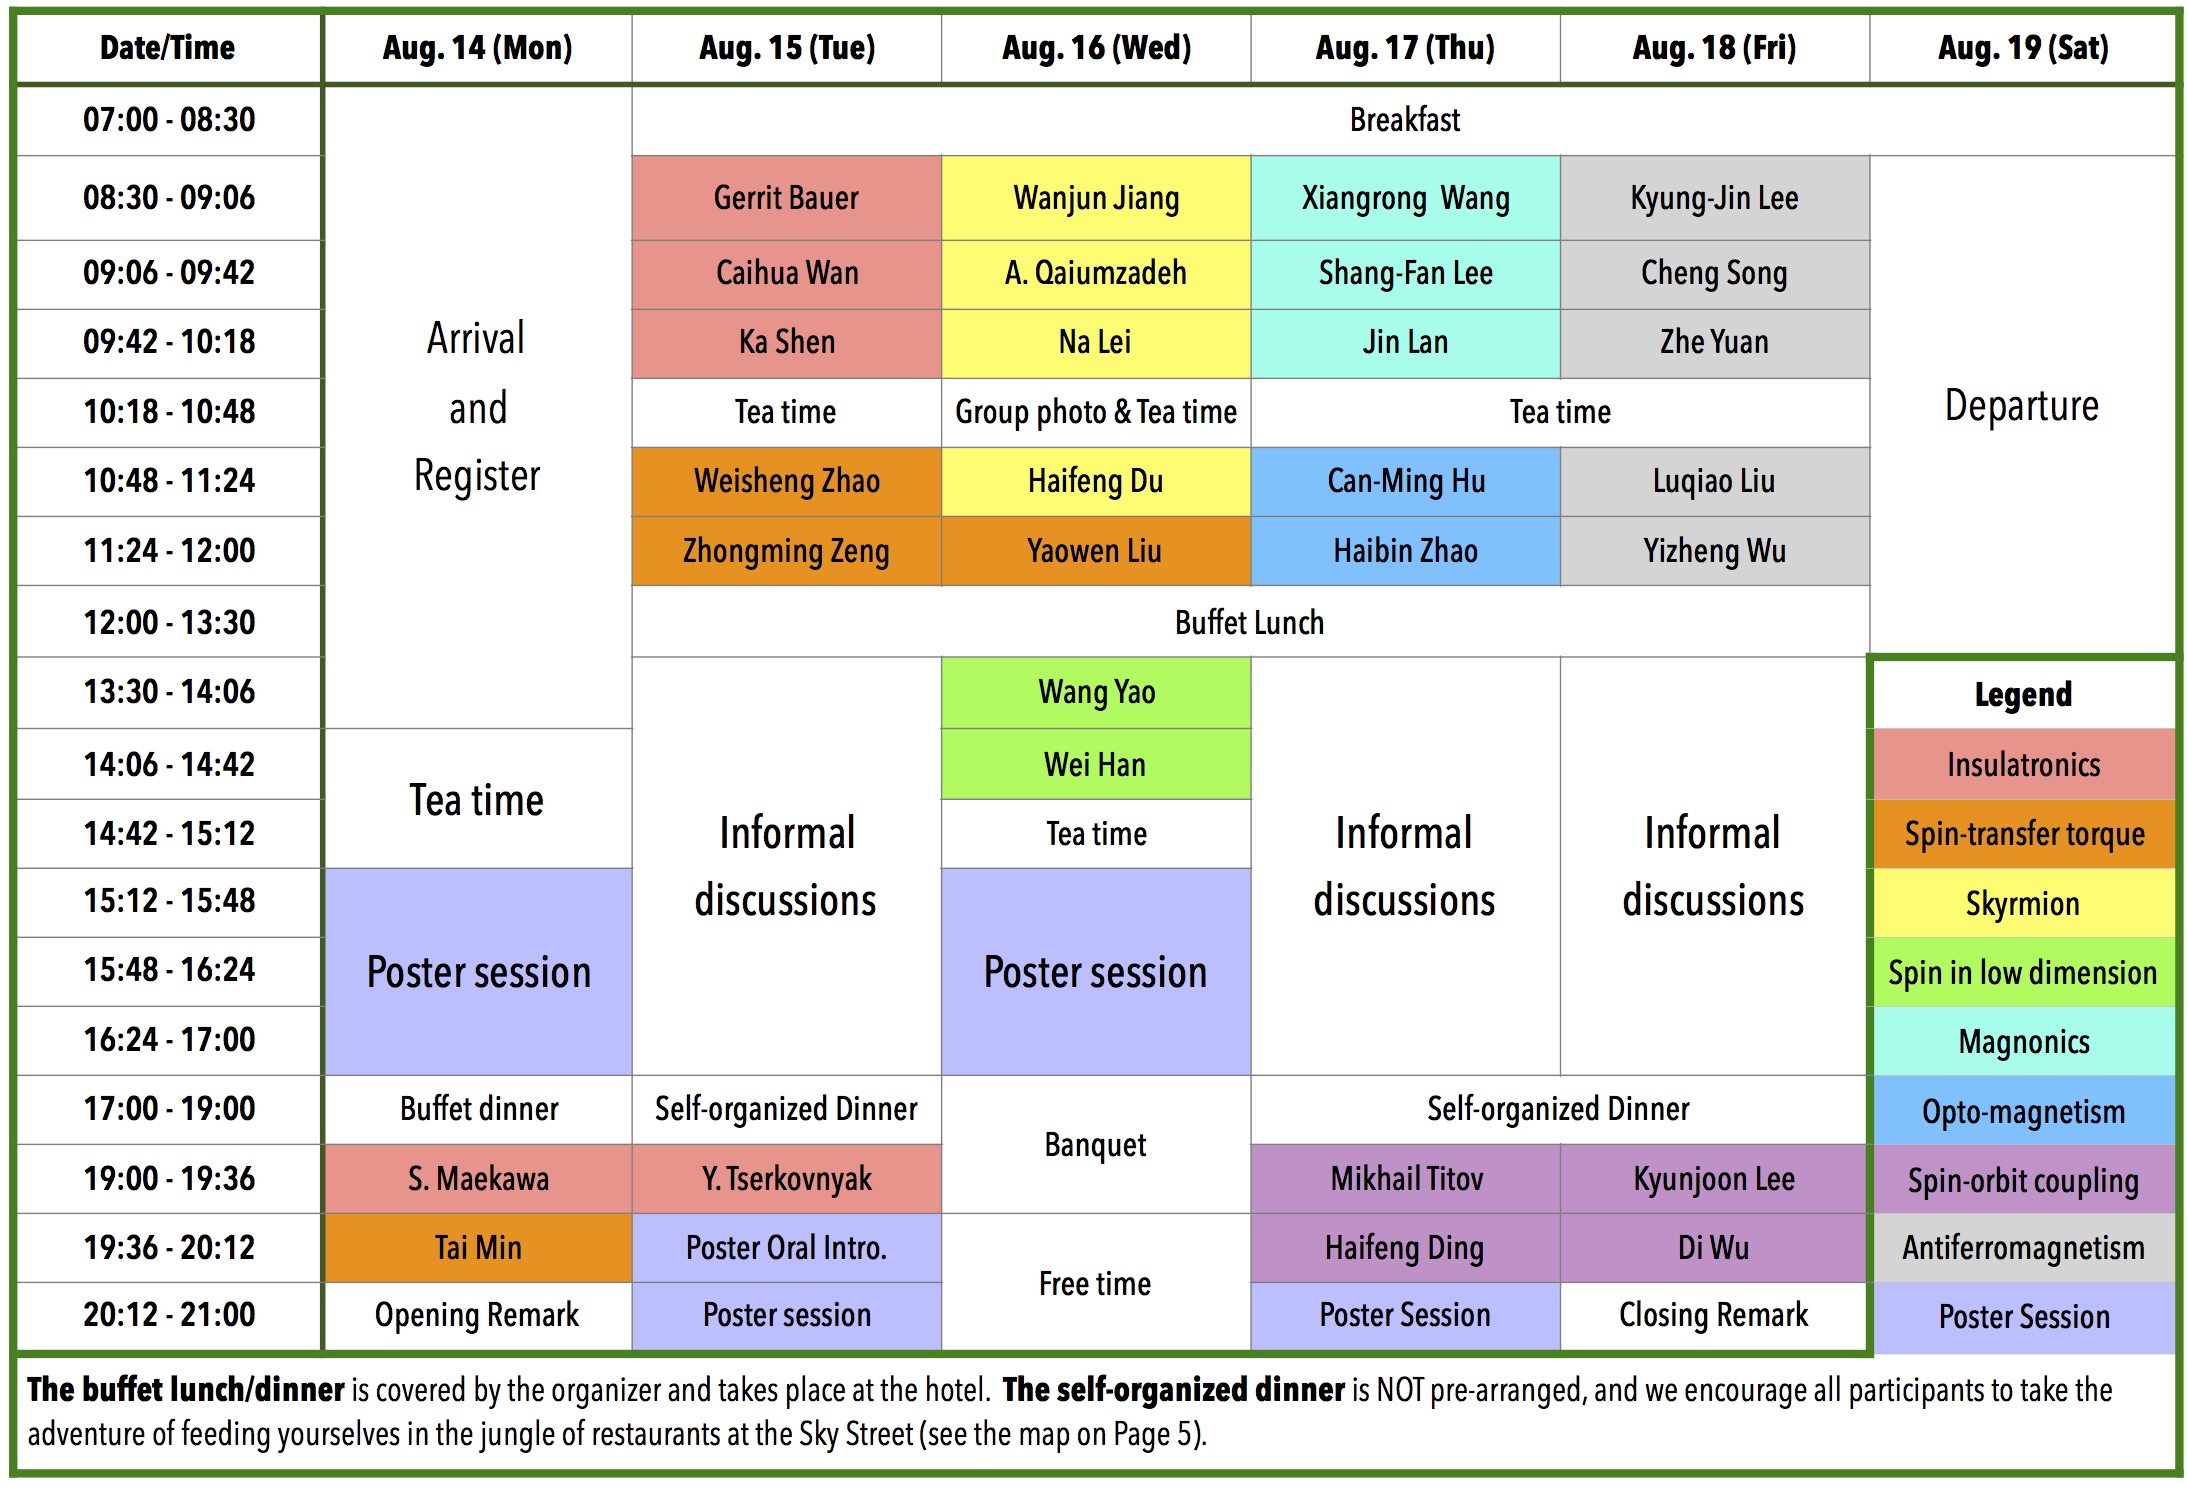 Date/Time Aug. 14 (Mon) Aug. 15 (Tue) Aug. 16 (Wed) Aug. 17 (Thu) Aug. 18 (Fri) Aug. 19 (Sat)
07:00 - 08:30 Breakfast
08:30 - 09:06 Gerrit Bauer Wanjun Jiang Xiangrong Wang Kyung-Jin Lee
09:06 - 09:42 Caihua Wan A. Qaiumzadeh Shang-Fan Lee Cheng Song
09:42 - 10:18 Arrival Ka Shen Na Lei Jin Lan Zhe Yuan
10:18 - 10:48 and Tea time Group photo & Tea time Tea time Departure
10:48 - 11:24 Register Weisheng Zhao Haifeng Du Can-Ming Hu Luqiao Liu
11:24 - 12:00 Zhongming Zeng Yaowen Liu Haibin Zhao Yizheng Wu
12:00 - 13:30 Buffet Lunch
13:30 - 14:06 Wang Yao Legend
14:06 - 14:42 Tea time Wei Han Insulatronics
14:42 - 15:12 Informal Tea time Informal Informal Spin-transfer torque
15:12 - 15:48 discussions discussions discussions Skyrmion
15:48 - 16:24 Poster session Poster session Spin in low dimension
16:24 - 17:00 Magnonics
17:00 - 19:00 Buffet dinner Self-organized Dinner Banquet Self-organized Dinner Opto-magnetism
19:00 - 19:36 S. Maekawa Y. Tserkovnyak Mikhail Titov Kyunjoon Lee Spin-orbit coupling
19:36 - 20:12 Tai Min Poster Oral Intro. Free time Haifeng Ding Di Wu Antiferromagnetism
20:12 - 21:00 Opening Remark Poster session Poster Session Closing Remark Poster Session
The buffet lunch/dinner is covered by the organizer and takes place at the hotel. The self-organized dinner is NOT pre-arranged, and we encourage all participants to take the
adventure of feeding yourselves in the jungle of restaurants at the Sky Street (see the map on Page 5).